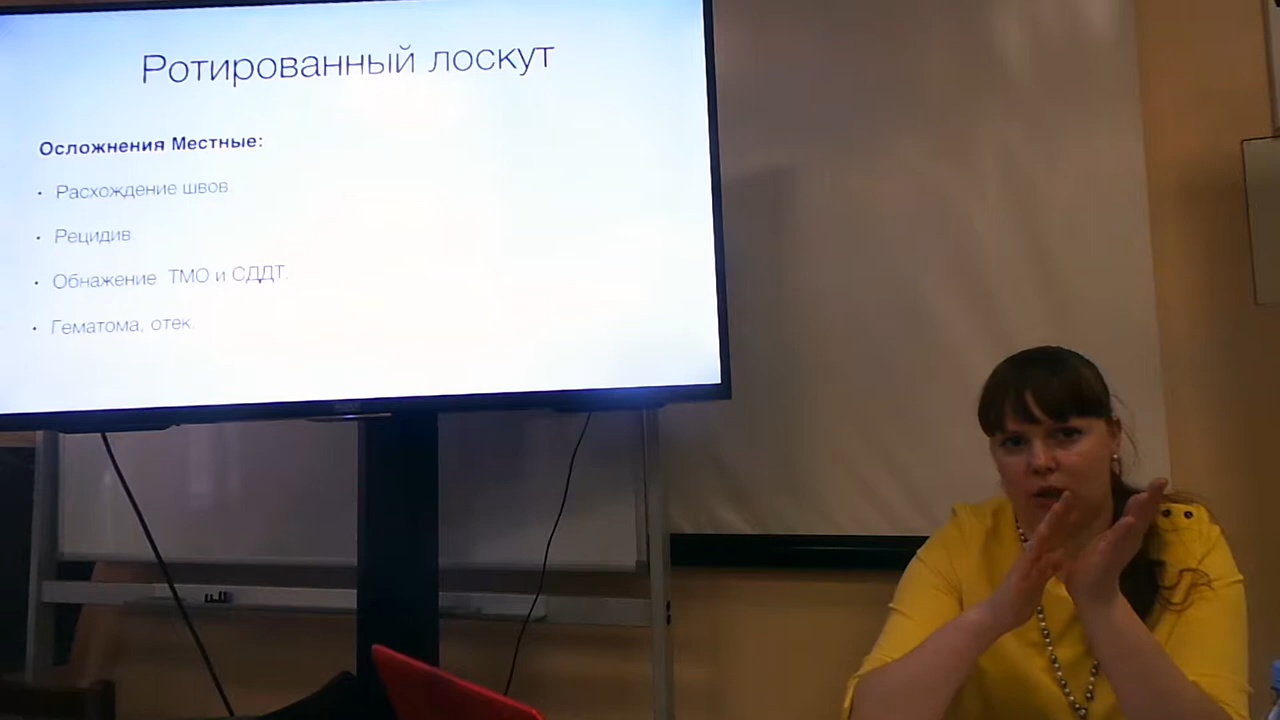 Ротированный лоскут
Осложнения Местные:
• Расхождение швов.
• Рецидив.
• Обнажение ТМО и СДДТ.
• Гематома, отек.